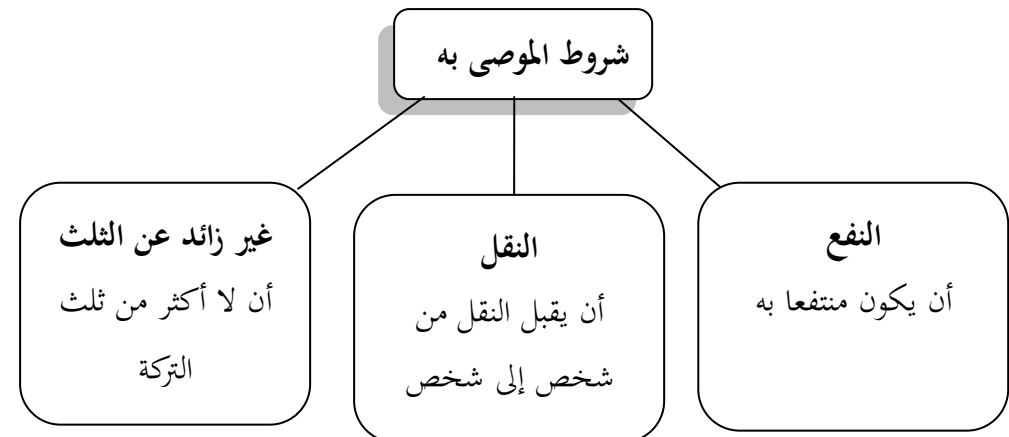 شروط الموصى به
النفع
أن يكون منتفعا به
النقل
أن يقبل النقل من
شخص إلى شخص
غير زائد عن الثلث
أن لا أكثر من ثلث
التركة